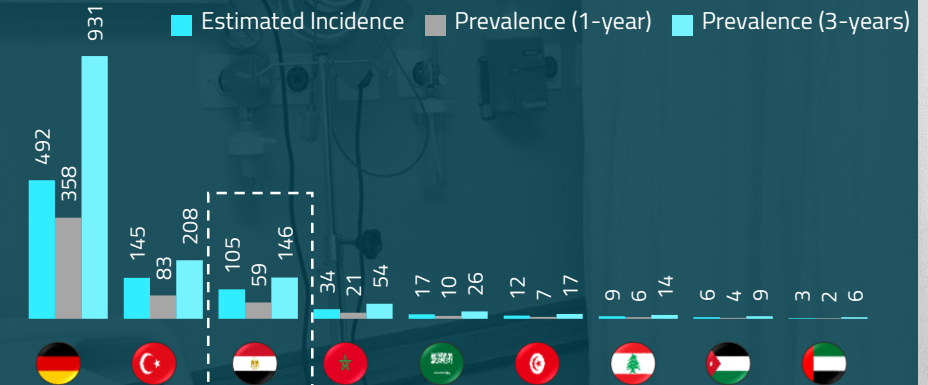 Estimated Incidence Prevalence (1-year) Prevalence (3-years)
492 358 931
145 83 208
105 59 146
34 21 54
17 10 26
12 7 17
9 6 14
6 4 9
3 2 6